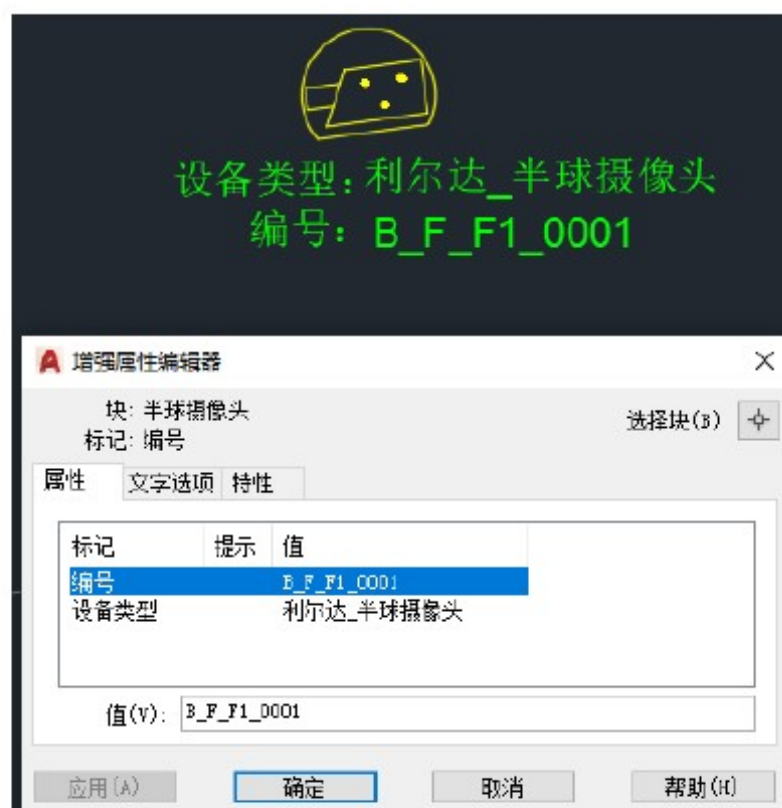 设备类型：利尔达_半球摄像头
编号：B_F_F1_0001
增强属性编辑器
块: 半球摄像头
选择块(B)
标记: 编号
属性 文字选项 特性
标记 提示 值
编号 B_F_F1_0001
设备类型 利尔达_半球摄像头
值(V): B_F_F1_0001
应用(A) 确定 取消 帮助(H)